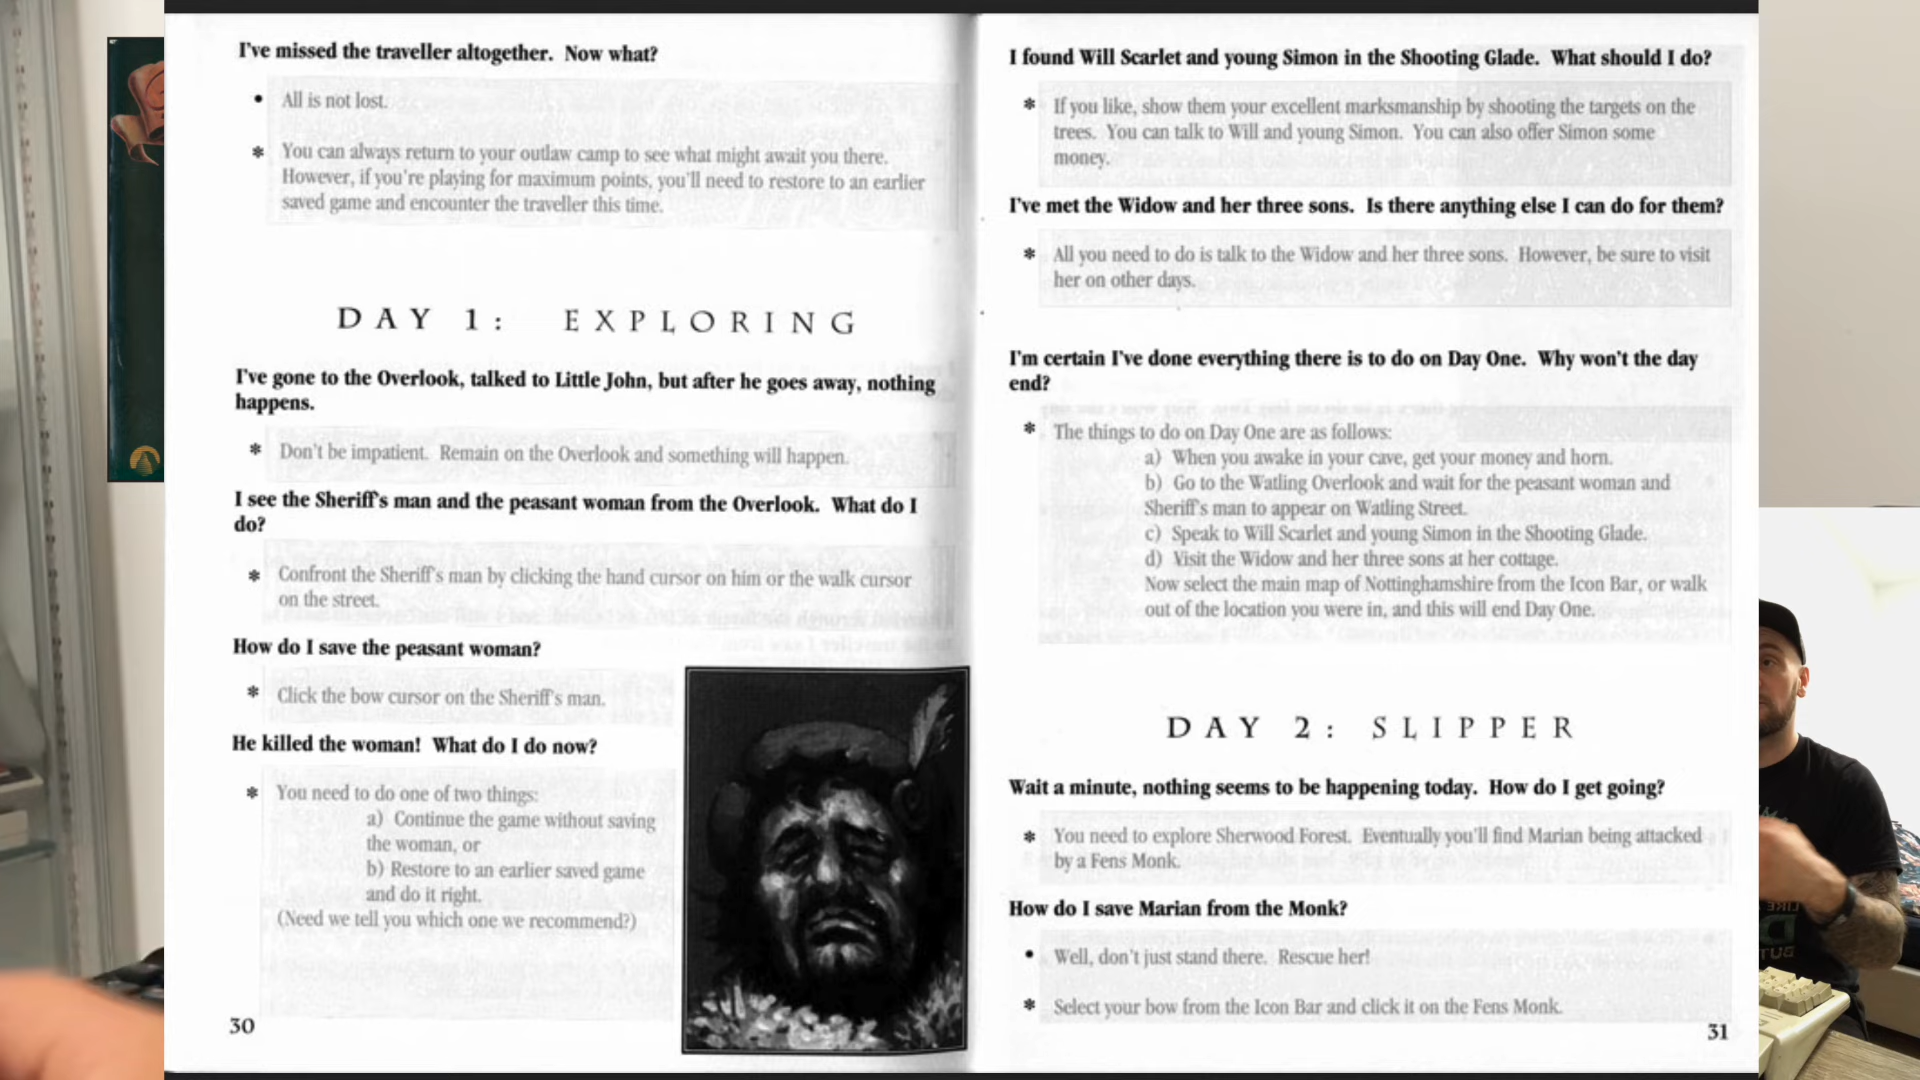 I've missed the traveller altogether. Now what?
• All is not lost.
* You can always return to your outlaw camp to see what might await you there.
However, if you're playing for maximum points, you'll need to restore to an earlier
saved game and encounter the traveller this time.
DAY 1: EXPLORING
I've gone to the Overlook, talked to Little John, but after he goes away, nothing
happens.
* Don't be impatient. Remain on the Overlook and something will happen.
I see the Sheriff's man and the peasant woman from the Overlook. What do I
do?
* Confront the Sheriff's man by clicking the hand cursor on him or the walk cursor
on the street.
How do I save the peasant woman?
* Click the bow cursor on the Sheriff's man.
He killed the woman! What do I do now?
* You need to do one of two things:
a) Continue the game without saving
the woman, or
b) Restore to an earlier saved game
and do it right.
(Need we tell you which one we recommend?)
30
I found Will Scarlet and young Simon in the Shooting Glade. What should I do?
* If you like, show them your excellent marksmanship by shooting the targets on the
trees. You can talk to Will and young Simon. You can also offer Simon some
money.
I've met the Widow and her three sons. Is there anything else I can do for them?
* All you need to do is talk to the Widow and her three sons. However, be sure to visit
her on other days.
I'm certain I've done everything there is to do on Day One. Why won't the day
end?
* The things to do on Day One are as follows:
a) When you awake in your cave, get your money and horn.
b) Go to the Watling Overlook and wait for the peasant woman and
Sheriff's man to appear on Watling Street.
c) Speak to Will Scarlet and young Simon in the Shooting Glade.
d) Visit the Widow and her three sons at her cottage.
Now select the main map of Nottinghamshire from the Icon Bar, or walk
out of the location you were in, and this will end Day One.
DAY 2: SLIPPER
Wait a minute, nothing seems to be happening today. How do I get going?
* You need to explore Sherwood Forest. Eventually you'll find Marian being attacked
by a Fens Monk.
How do I save Marian from the Monk?
• Well, don't just stand there. Rescue her!
* Select your bow from the Icon Bar and click it on the Fens Monk.
31